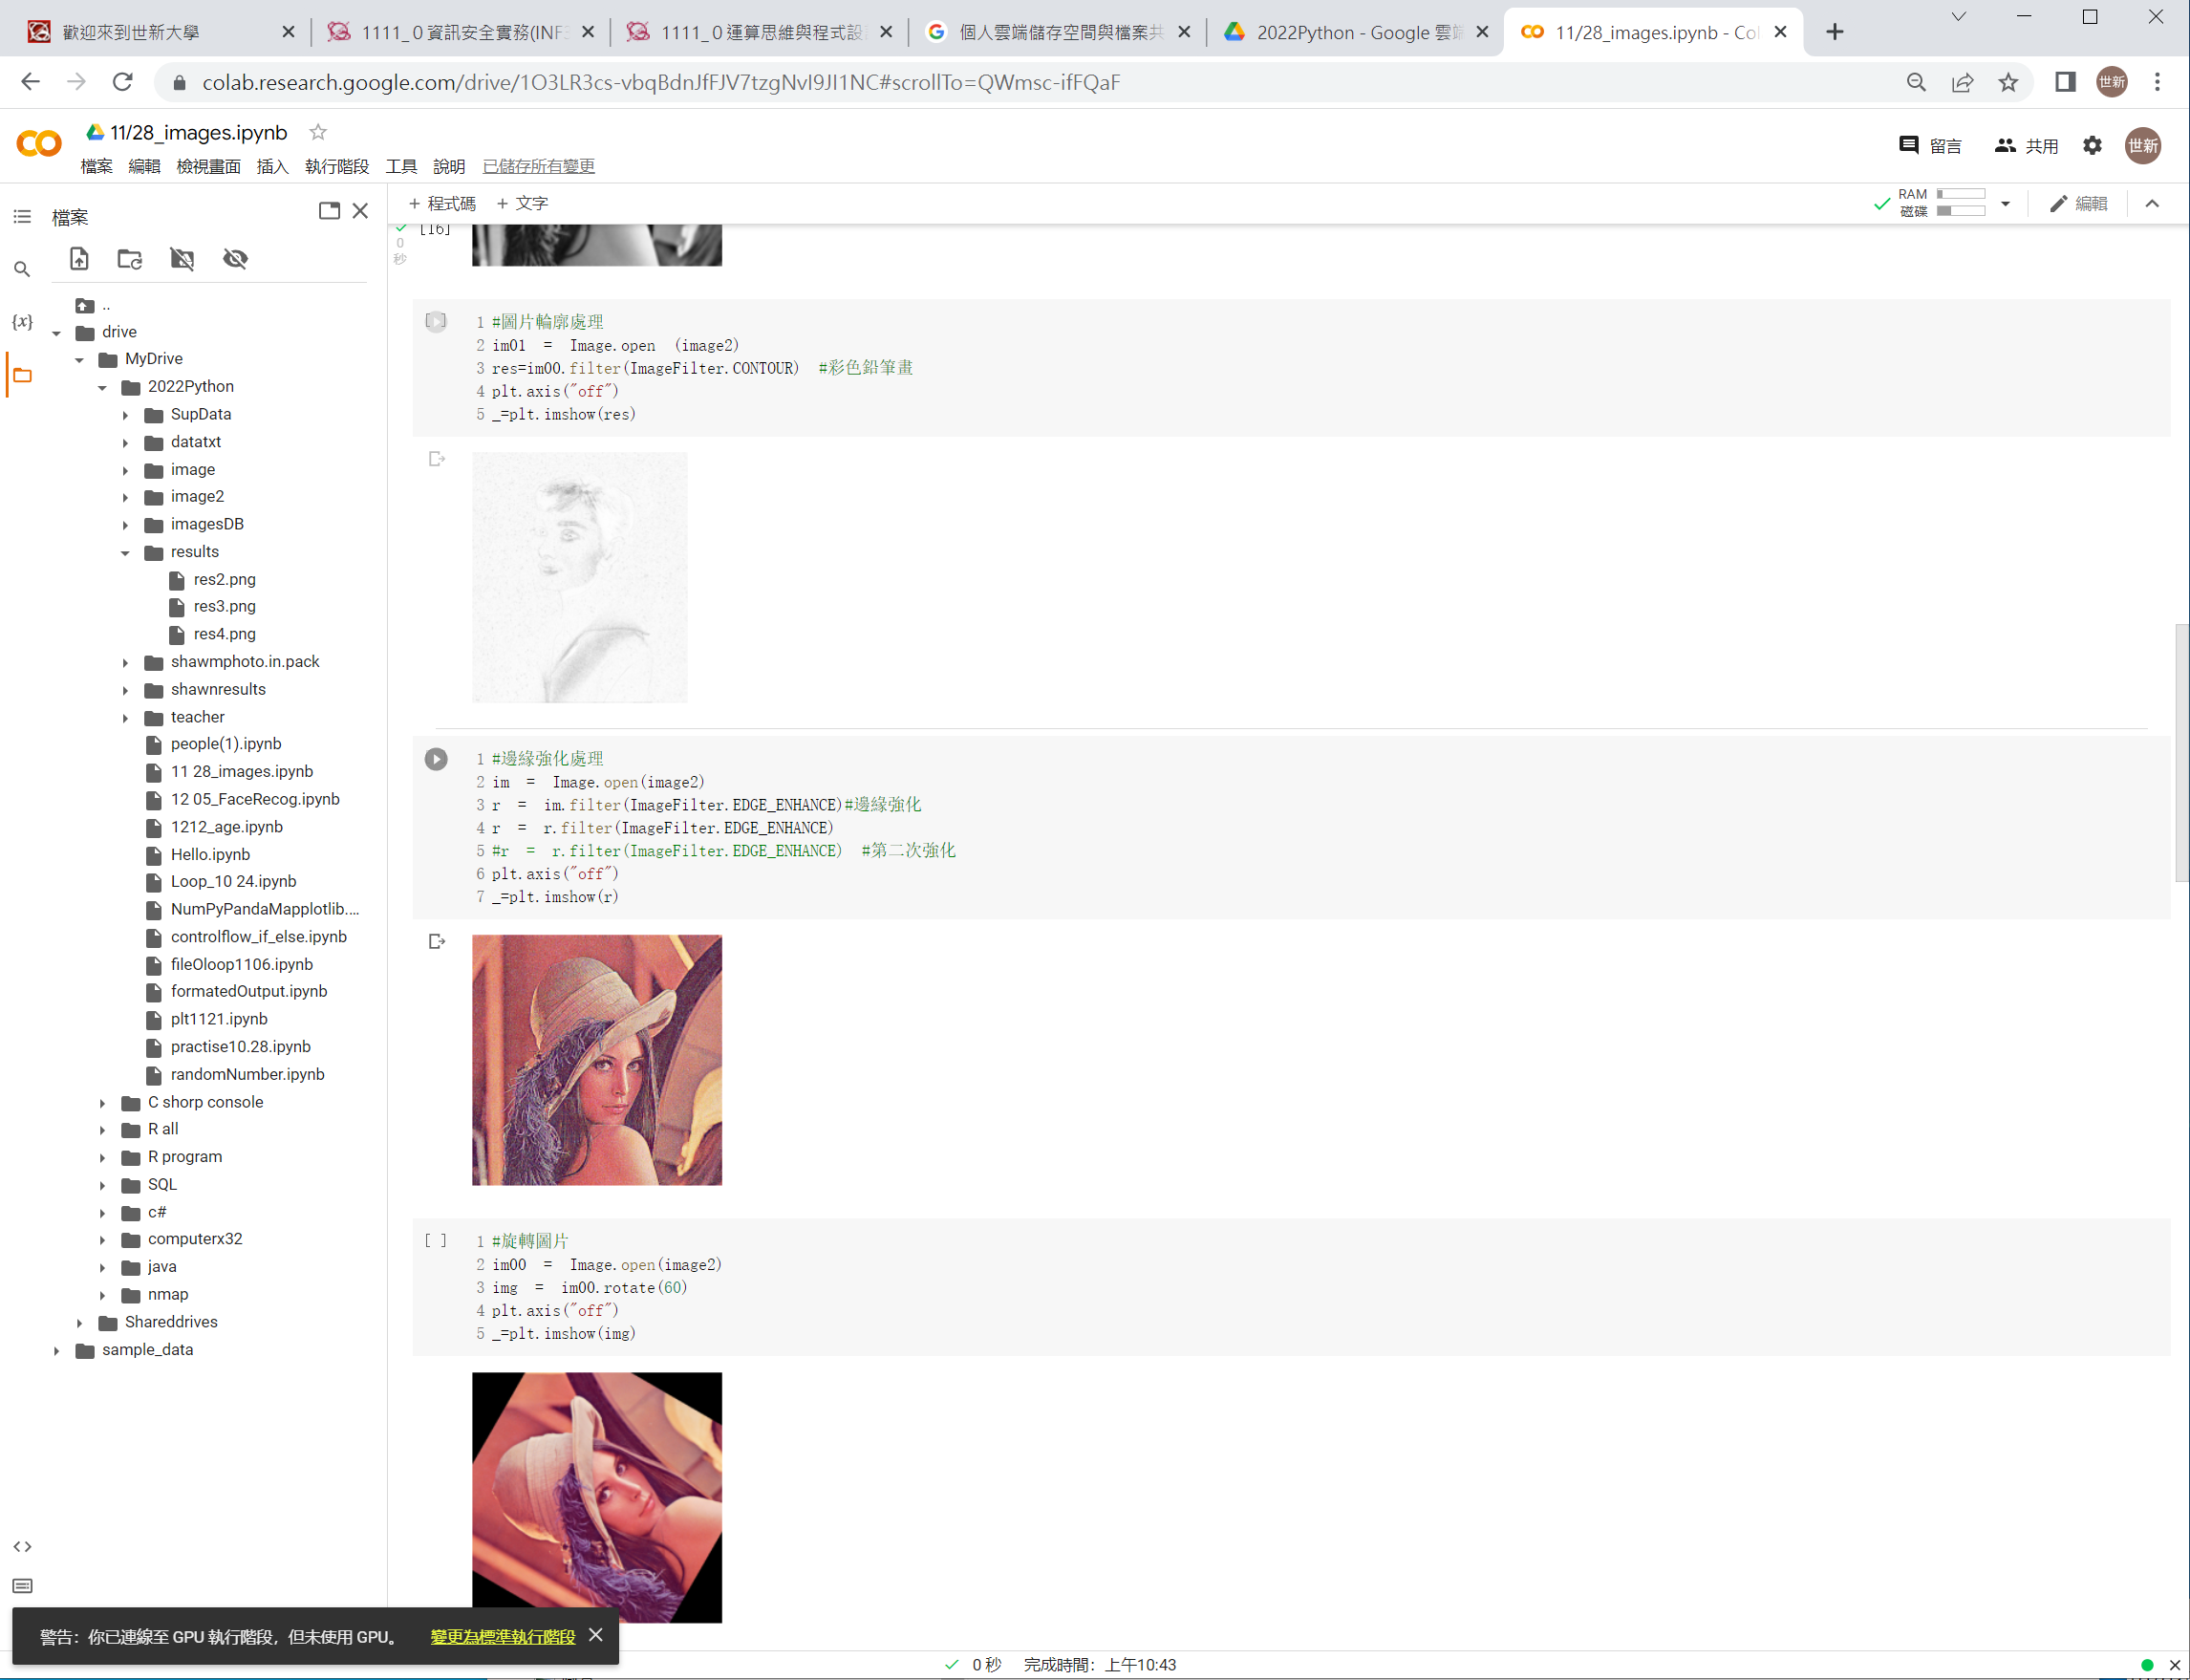 歡迎來到世新大學
1111_ 0 資訊安全實務(INF
1111_ 0 運算思維與程式設
個人雲端儲存空間與檔案共
2022Python - Google 雲
11/28_images.ipynb - Co
colab.research.google.com/drive/1O3LR3cs-vbqBdnJfFJV7tzgNvI9JI1NC#scrollTo=QWmsc-ifFQaF
世新
11/28_images.ipynb
檔案 編輯 檢視畫面 插入 執行階段 工具 說明 已儲存所有變更
留言 共用 世新
檔案
+ 程式碼 + 文字
RAM
磁碟
編輯
{x}
..
drive
MyDrive
2022Python
SupData
datatxt
image
image2
imagesDB
results
res2.png
res3.png
res4.png
shawmphoto.in.pack
shawnresults
teacher
people(1).ipynb
11 28_images.ipynb
12 05_FaceRecog.ipynb
1212_age.ipynb
Hello.ipynb
Loop_10 24.ipynb
NumPyPandaMapplotlib....
controlflow_if_else.ipynb
fileOloop1106.ipynb
formatedOutput.ipynb
plt1121.ipynb
practise10.28.ipynb
randomNumber.ipynb
C shorp console
R all
R program
SQL
c#
computerx32
java
nmap
Shareddrives
sample_data
[16]
0
秒
[ ]
1 #圖片輪廓處理
2 im01 = Image.open (image2)
3 res=im00.filter(ImageFilter.CONTOUR) #彩色鉛筆畫
4 plt.axis("off")
5 _=plt.imshow(res)
1 #邊緣強化處理
2 im = Image.open(image2)
3 r = im.filter(ImageFilter.EDGE_ENHANCE)#邊緣強化
4 r = r.filter(ImageFilter.EDGE_ENHANCE)
5 #r = r.filter(ImageFilter.EDGE_ENHANCE) #第二次強化
6 plt.axis("off")
7 _=plt.imshow(r)
[ ]
1 #旋轉圖片
2 im00 = Image.open(image2)
3 img = im00.rotate(60)
4 plt.axis("off")
5 _=plt.imshow(img)
警告：你已連線至 GPU 執行階段，但未使用 GPU。 變更為標準執行階段
0 秒 完成時間：上午10:43